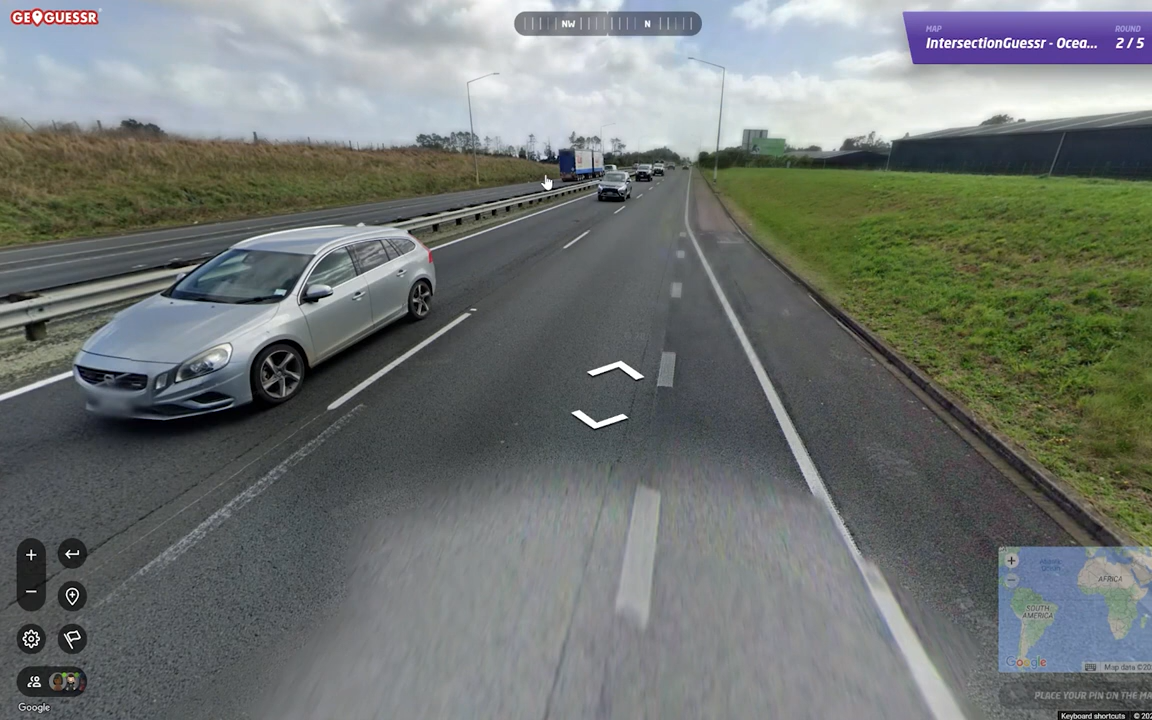 GEOGUESSR
NW
N
MAP
ROUND
IntersectionGuessr - Ocea...
2 / 5
AFRICA
SOUTH
AMERICA
Google
Map data ©20
PLACE YOUR PIN ON THE MA
Google
Keyboard shortcuts
© 202